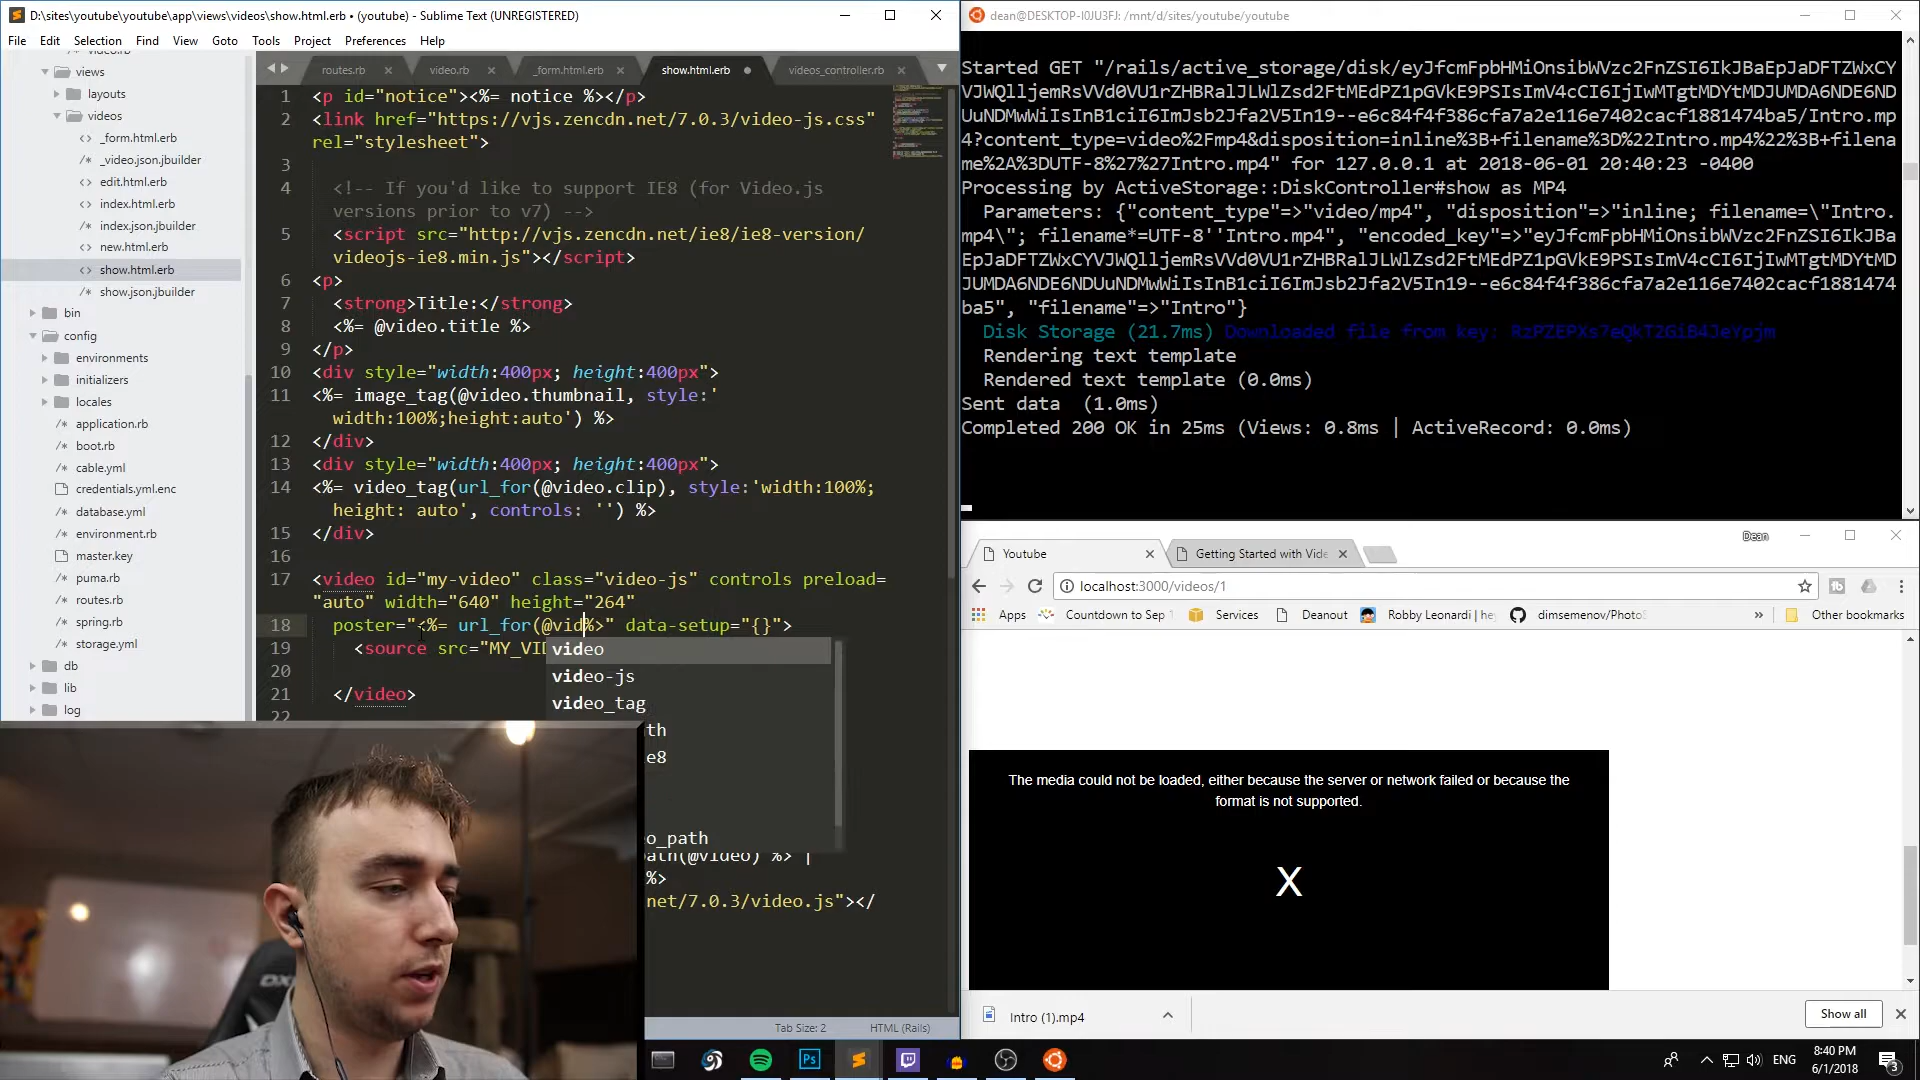 D:\sites\youtube\youtube\app\views\videos\show.html.erb • (youtube) - Sublime Text (UNREGISTERED)
File Edit Selection Find View Goto Tools Project Preferences Help
views
layouts
videos
_form.html.erb
_video.json.jbuilder
edit.html.erb
index.html.erb
index.json.jbuilder
new.html.erb
show.html.erb
show.json.jbuilder
bin
config
environments
initializers
locales
application.rb
boot.rb
cable.yml
credentials.yml.enc
database.yml
environment.rb
master.key
puma.rb
routes.rb
spring.rb
storage.yml
db
lib
log
routes.rb video.rb _form.html.erb show.html.erb videos_controller.rb
1 <p id="notice"><%= notice %></p>
2 <link href="https://vjs.zencdn.net/7.0.3/video-js.css"
rel="stylesheet">
3
4 <!-- If you'd like to support IE8 (for Video.js
versions prior to v7) -->
5 <script src="http://vjs.zencdn.net/ie8/ie8-version/
videojs-ie8.min.js"></script>
6 <p>
7 <strong>Title:</strong>
8 <%= @video.title %>
9 </p>
10 <div style="width:400px; height:400px">
11 <%= image_tag(@video.thumbnail, style:'
width:100%;height:auto') %>
12 </div>
13 <div style="width:400px; height:400px">
14 <%= video_tag(url_for(@video.clip), style:'width:100%;
height: auto', controls: '') %>
15 </div>
16
17 <video id="my-video" class="video-js" controls preload=
"auto" width="640" height="264"
18 poster="<%= url_for(@vid%>" data-setup="{}">
19 <source src="MY_VID
20
21 </video>
22
video
video-js
video_tag
th
e8
o_path
path(@video) %> |
%>
net/7.0.3/video.js"></
Tab Size: 2 HTML (Rails)
dean@DESKTOP-I0JU3FJ: /mnt/d/sites/youtube/youtube
Started GET "/rails/active_storage/disk/eyJfcmFpbHMiOnsibWVzc2FnZSI6IkJBaEpJaDFTZWxCY
VJWQlljemRsVVd0VU1rZHBRalJLWlZsd2FtMEdPZ1pGVkE9PSIsImV4cCI6IjIwMTgtMDYtMDJUMDA6NDE6ND
UuNDMwWiIsInB1ciI6ImJsb2Jfa2V5In19--e6c84f4f386cfa7a2e116e7402cacf1881474ba5/Intro.mp
4?content_type=video%2Fmp4&disposition=inline%3B+filename%3D%22Intro.mp4%22%3B+filena
me%2A%3DUTF-8%27%27Intro.mp4" for 127.0.0.1 at 2018-06-01 20:40:23 -0400
Processing by ActiveStorage::DiskController#show as MP4
Parameters: {"content_type"=>"video/mp4", "disposition"=>"inline; filename=\"Intro.
mp4\"; filename*=UTF-8''Intro.mp4", "encoded_key"=>"eyJfcmFpbHMiOnsibWVzc2FnZSI6IkJBa
EpJaDFTZWxCYVJWQlljemRsVVd0VU1rZHBRalJLWlZsd2FtMEdPZ1pGVkE9PSIsImV4cCI6IjIwMTgtMDYtMD
JUMDA6NDE6NDUuNDMwWiIsInB1ciI6ImJsb2Jfa2V5In19--e6c84f4f386cfa7a2e116e7402cacf1881474
ba5", "filename"=>"Intro"}
Disk Storage (21.7ms) Downloaded file from key: RzPZEPXs7eQkT2GiB4JeYpjm
Rendering text template
Rendered text template (0.0ms)
Sent data (1.0ms)
Completed 200 OK in 25ms (Views: 0.8ms | ActiveRecord: 0.0ms)
Dean
Youtube Getting Started with Vide
localhost:3000/videos/1
Apps Countdown to Sep 1 Services Deanout Robby Leonardi | he demenov/Photo » Other bookmarks
The media could not be loaded, either because the server or network failed or because the
format is not supported.
X
Intro (1).mp4 Show all
ENG 8:40 PM
6/1/2018 3